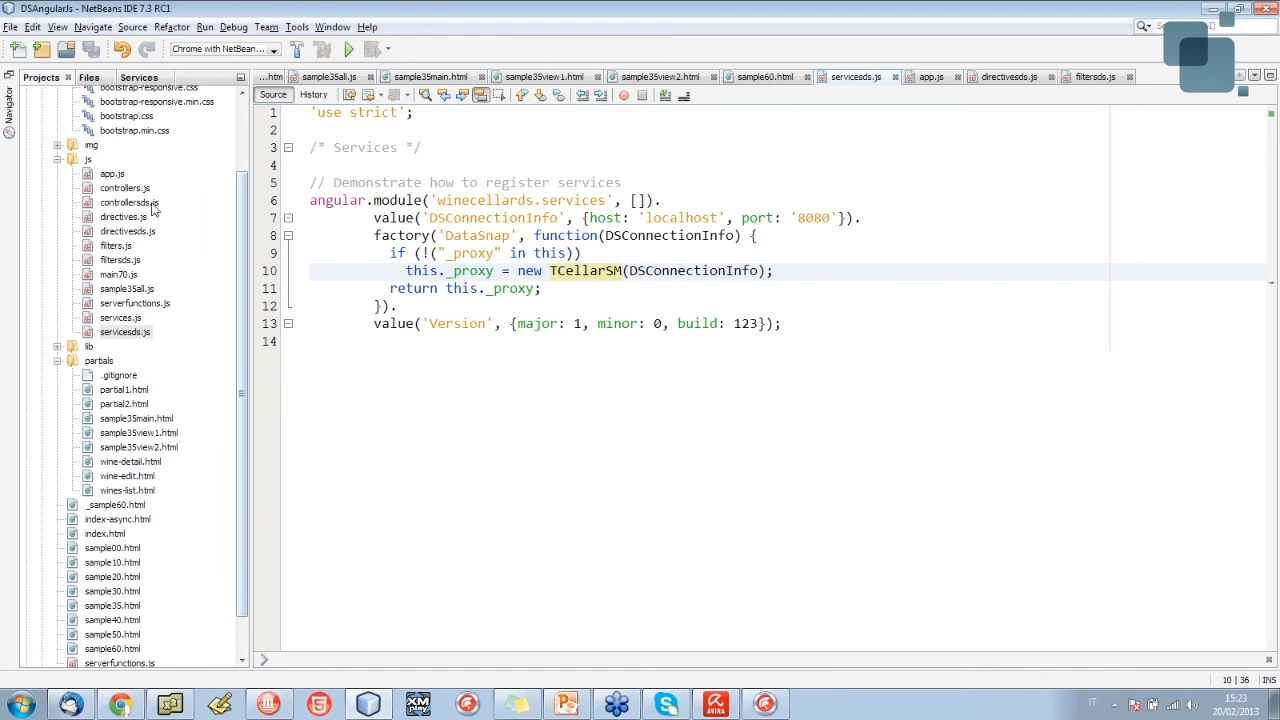 DSAngularJs - NetBeans IDE 7.3 RC1
File Edit View Navigate Source Refactor Run Debug Team Tools Window Help
Chrome with NetBean...
Projects Files Services
...htm sample35all.js sample35main.html sample35view1.html sample35view2.html sample60.html servicesds.js app.js directivesds.js filtersds.js
Navigator
Source History
bootstrap-responsive.css
bootstrap-responsive.min.css
bootstrap.css
bootstrap.min.css
img
js
app.js
controllers.js
controllersds.js
directives.js
directivesds.js
filters.js
filtersds.js
main70.js
sample35all.js
serverfunctions.js
services.js
servicesds.js
lib
partials
.gitignore
partial1.html
partial2.html
sample35main.html
sample35view1.html
sample35view2.html
wine-detail.html
wine-edit.html
wines-list.html
_sample60.html
index-async.html
index.html
sample00.html
sample10.html
sample20.html
sample30.html
sample35.html
sample40.html
sample50.html
sample60.html
serverfunctions.js
1 'use strict';
2
3 /* Services */
4
5 // Demonstrate how to register services
6 angular.module('winecellards.services', []).
7 value('DSConnectionInfo', {host: 'localhost', port: '8080'}).
8 factory('DataSnap', function(DSConnectionInfo) {
9 if (!("_proxy" in this))
10 this._proxy = new TCellarSM(DSConnectionInfo);
11 return this._proxy;
12 }).
13 value('Version', {major: 1, minor: 0, build: 123});
14
10 | 36 INS
XM PLAY
AVIRA
IT
15:23
20/02/2013